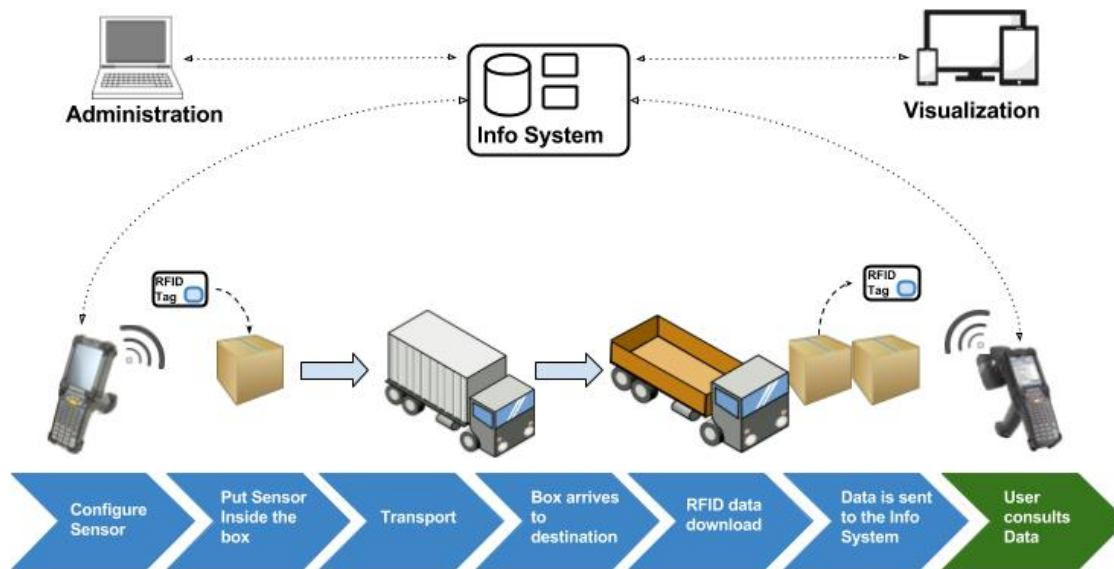 Administration
Info System
Visualization
RFID
Tag
RFID
Tag
Configure
Sensor
Put Sensor
Inside the
box
Transport
Box arrives
to
destination
RFID data
download
Data is sent
to the Info
System
User
consults
Data